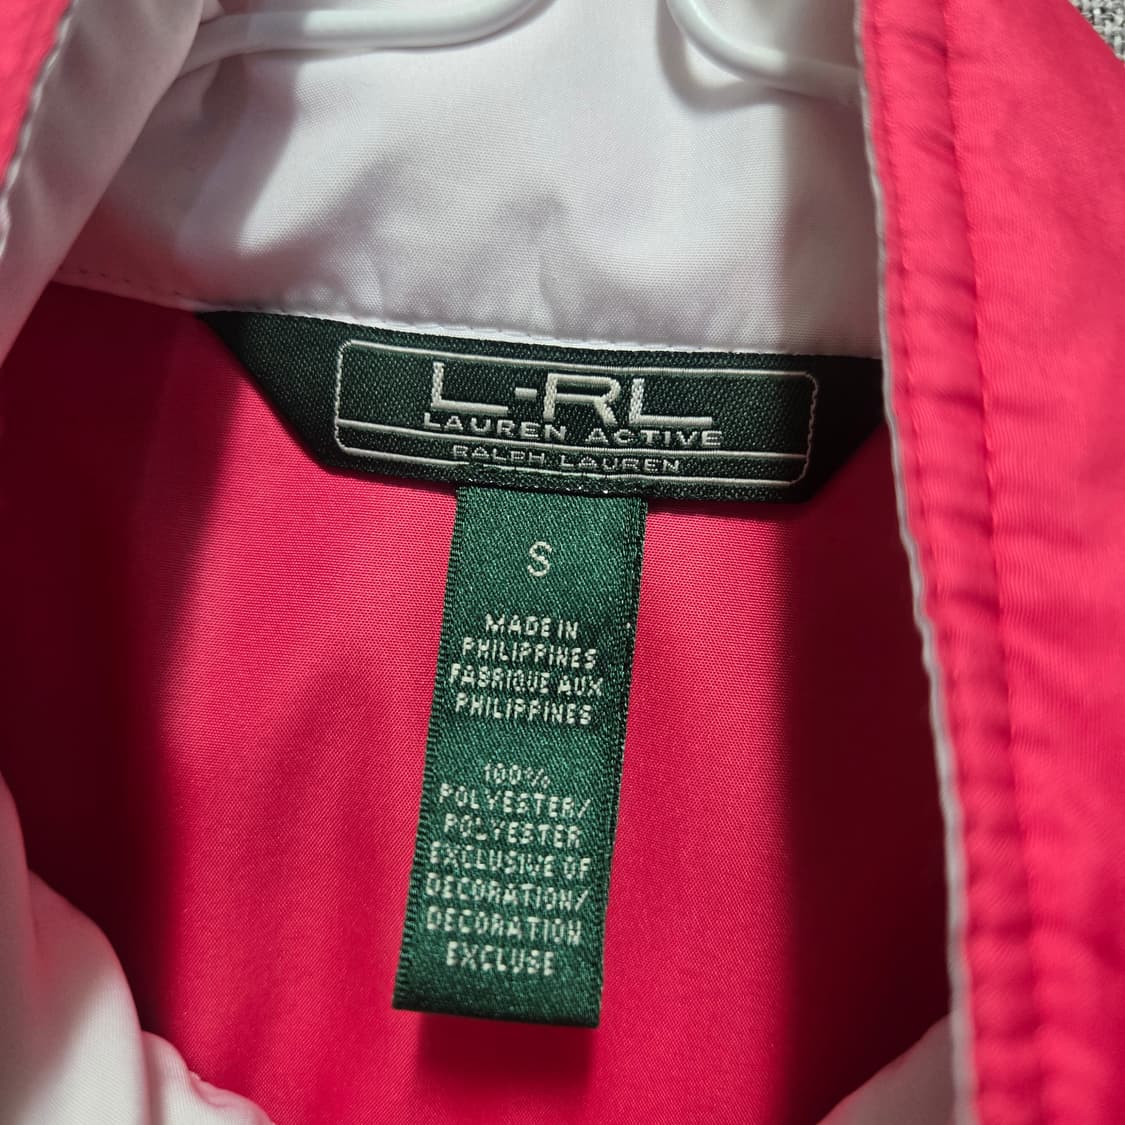 L-RL
LAUREN ACTIVE
RALPH LAUREN
S
MADE IN
PHILIPPINES
FABRIQUE AUX
PHILIPPINES
100%
POLYESTER/
POLYESTER
EXCLUSIVE OF
DECORATION/
DECORATION
EXCLUSE